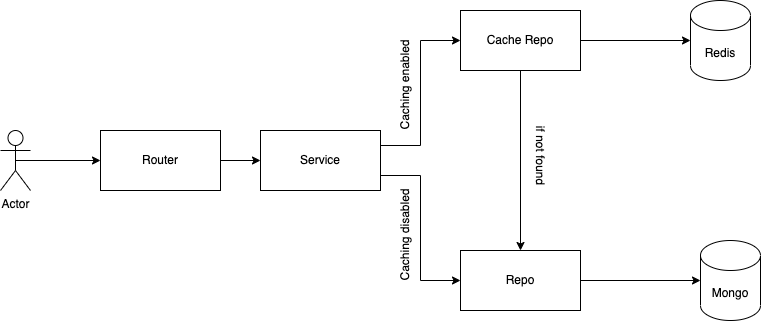 Cache Repo
Redis
Caching enabled
if not found
Router
Service
Actor
Caching disabled
Repo
Mongo